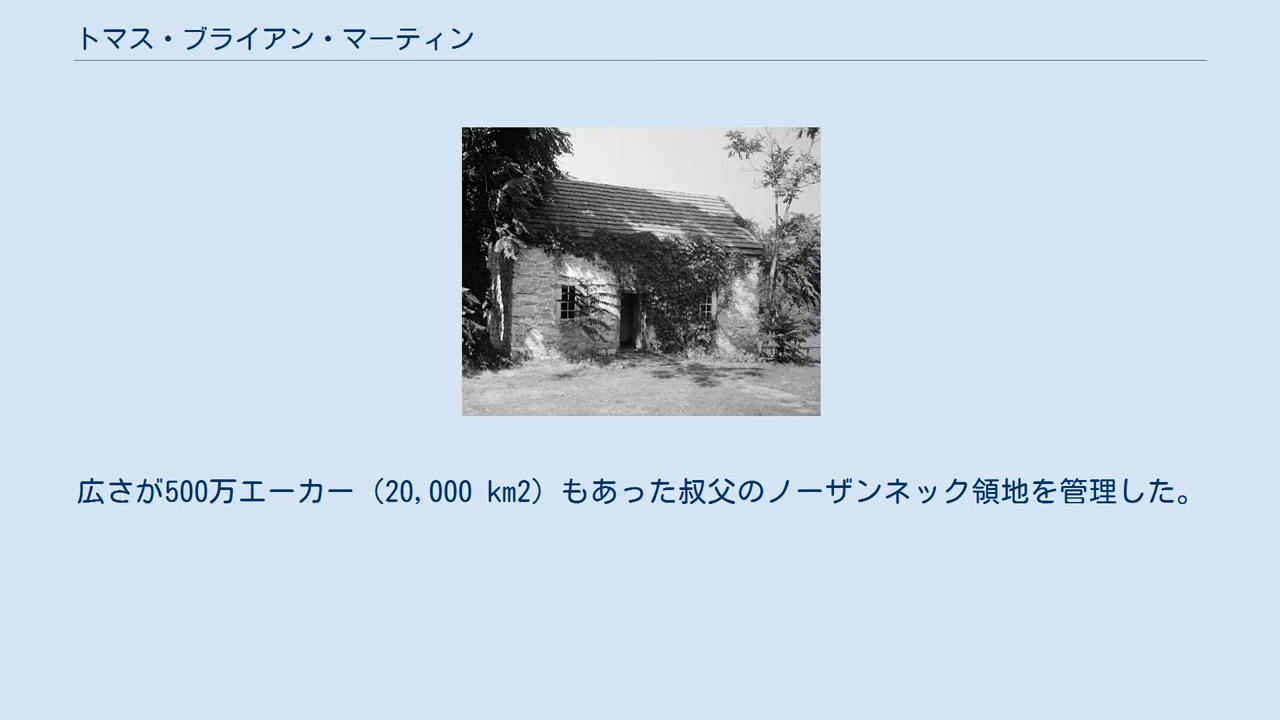 トマス・ブライアン・マーティン
広さが500万エーカー（20,000 km2）もあった叔父のノーザンネック領地を管理した。